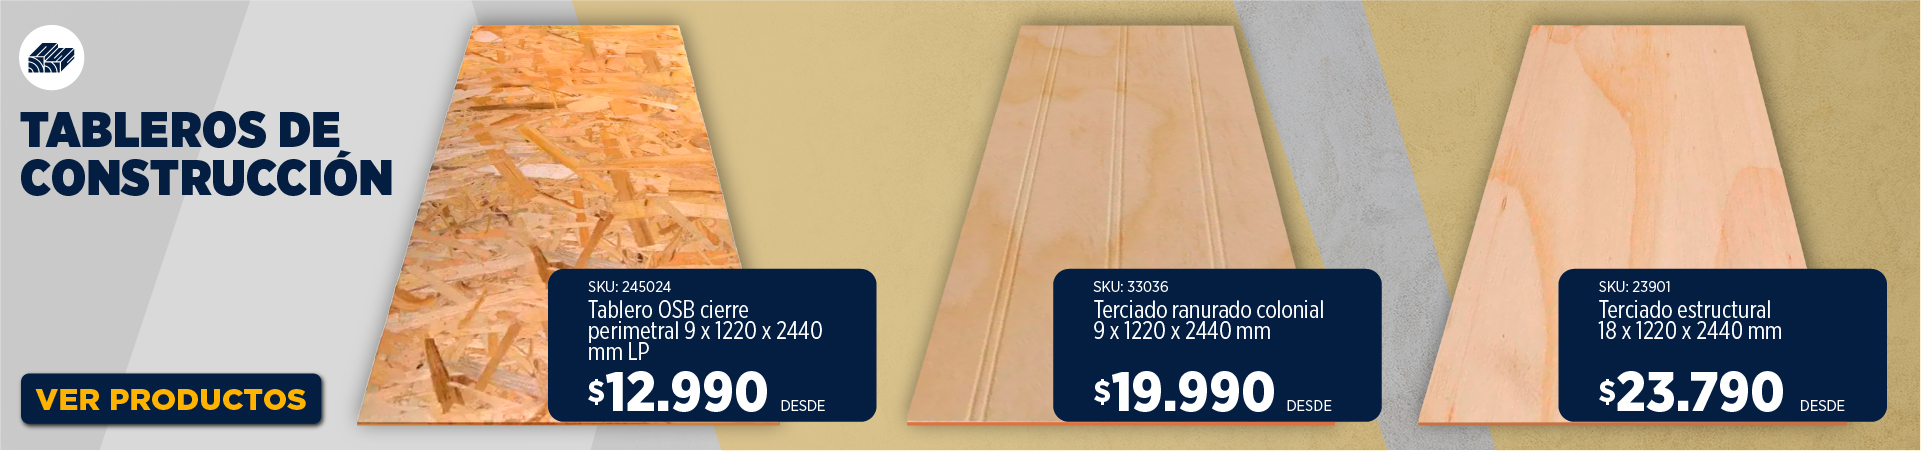 TABLEROS DE
CONSTRUCCIÓN
VER PRODUCTOS
SKU: 245024
Tablero OSB cierre
perimetral 9 x 1220 x 2440
mm LP
$12.990 DESDE
SKU: 33036
Terciado ranurado colonial
9 x 1220 x 2440 mm
$19.990 DESDE
SKU: 23901
Terciado estructural
18 x 1220 x 2440 mm
$23.790 DESDE